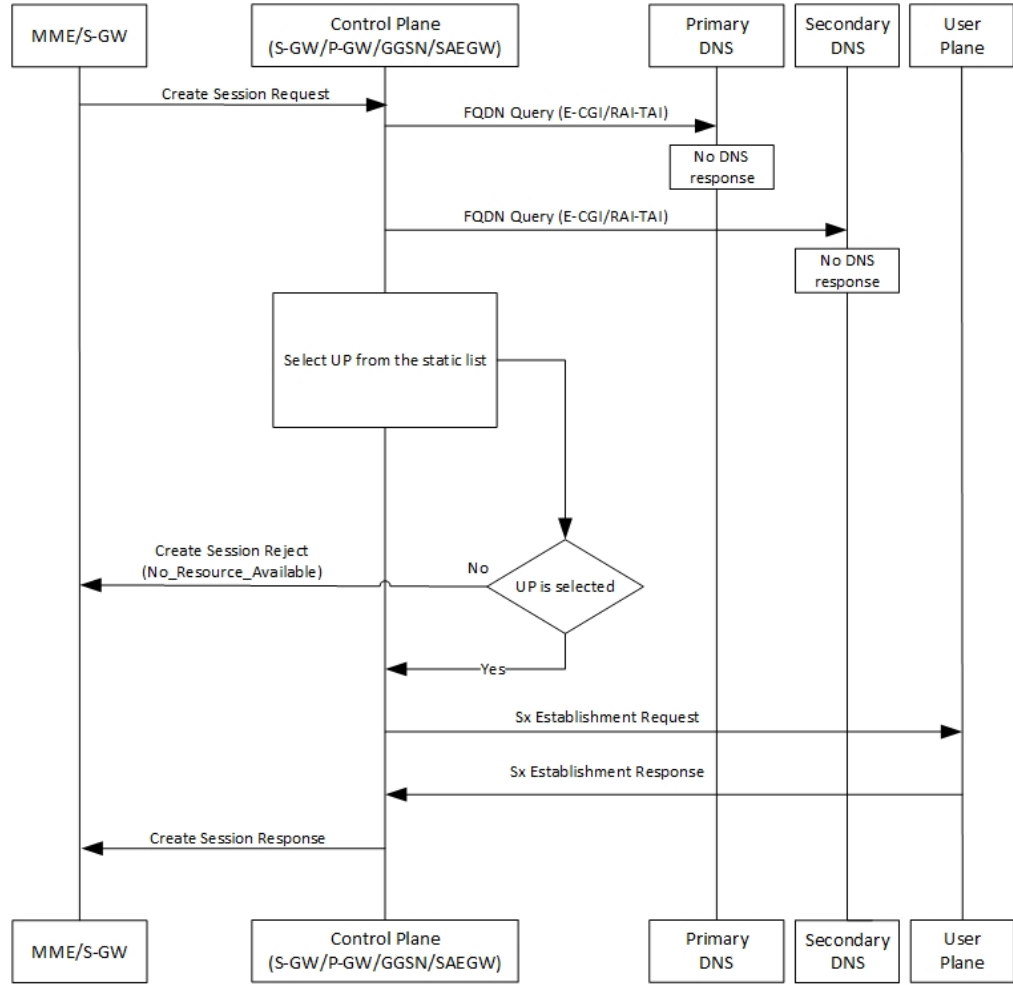 MME/S-GW
Control Plane
(S-GW/P-GW/GGSN/SAEGW)
Primary
DNS
Secondary
DNS
User
Plane
Create Session Request
FQDN Query (E-CGI/RAI-TAI)
No DNS
response
FQDN Query (E-CGI/RAI-TAI)
No DNS
response
Select UP from the static list
Create Session Reject
(No_Resource_Available)
No
UP is selected
Yes
Sx Establishment Request
Sx Establishment Response
Create Session Response
MME/S-GW
Control Plane
(S-GW/P-GW/GGSN/SAEGW)
Primary
DNS
Secondary
DNS
User
Plane